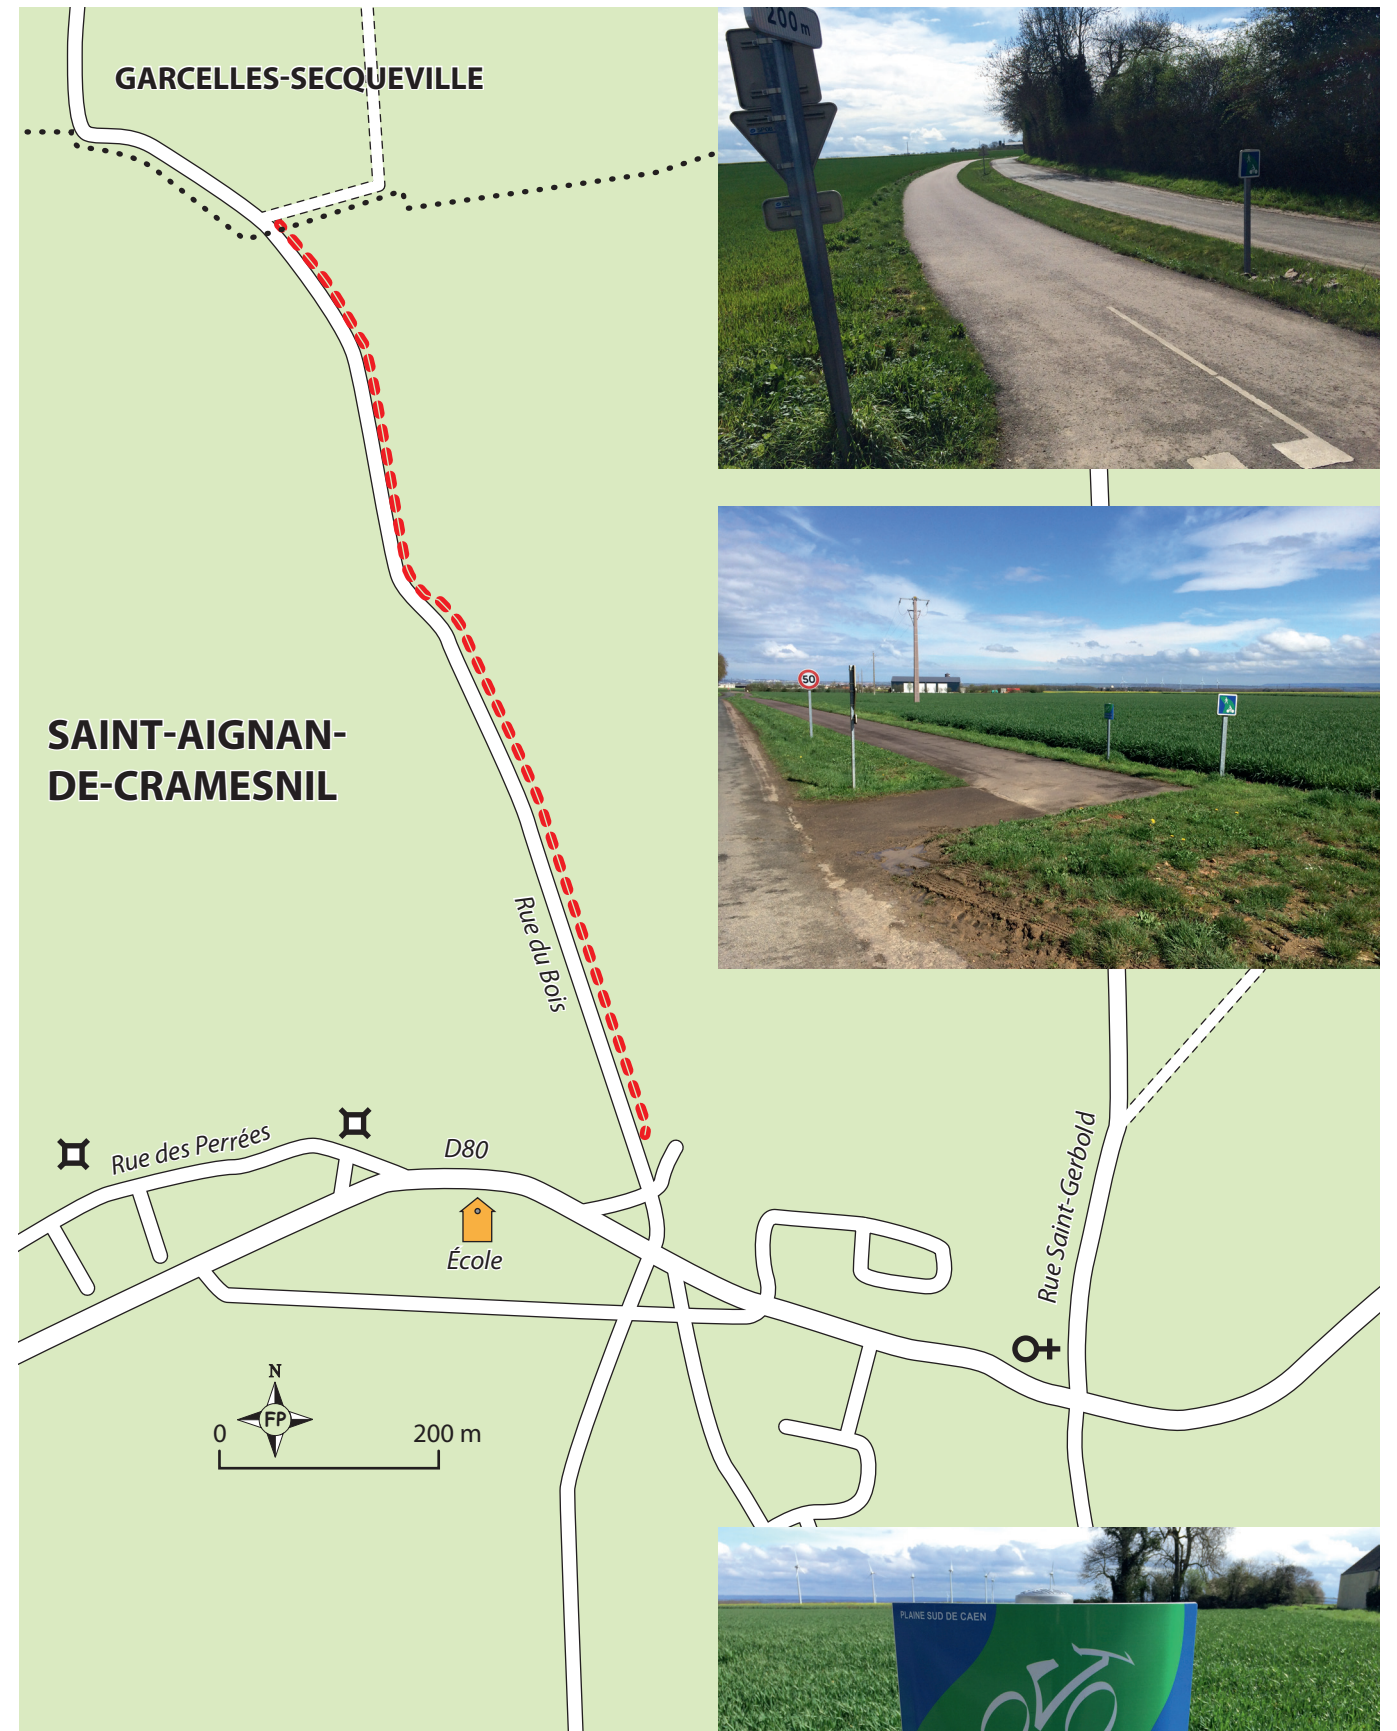 GARCELLES-SECQUEVILLE
200 m
50
SAINT-AIGNAN-
DE-CRAMESNIL
Rue du Bois
Rue des Perrées
D80
École
Rue Saint-Gerbold
N
FP
0
200 m
PLAINE SUD DE CAEN